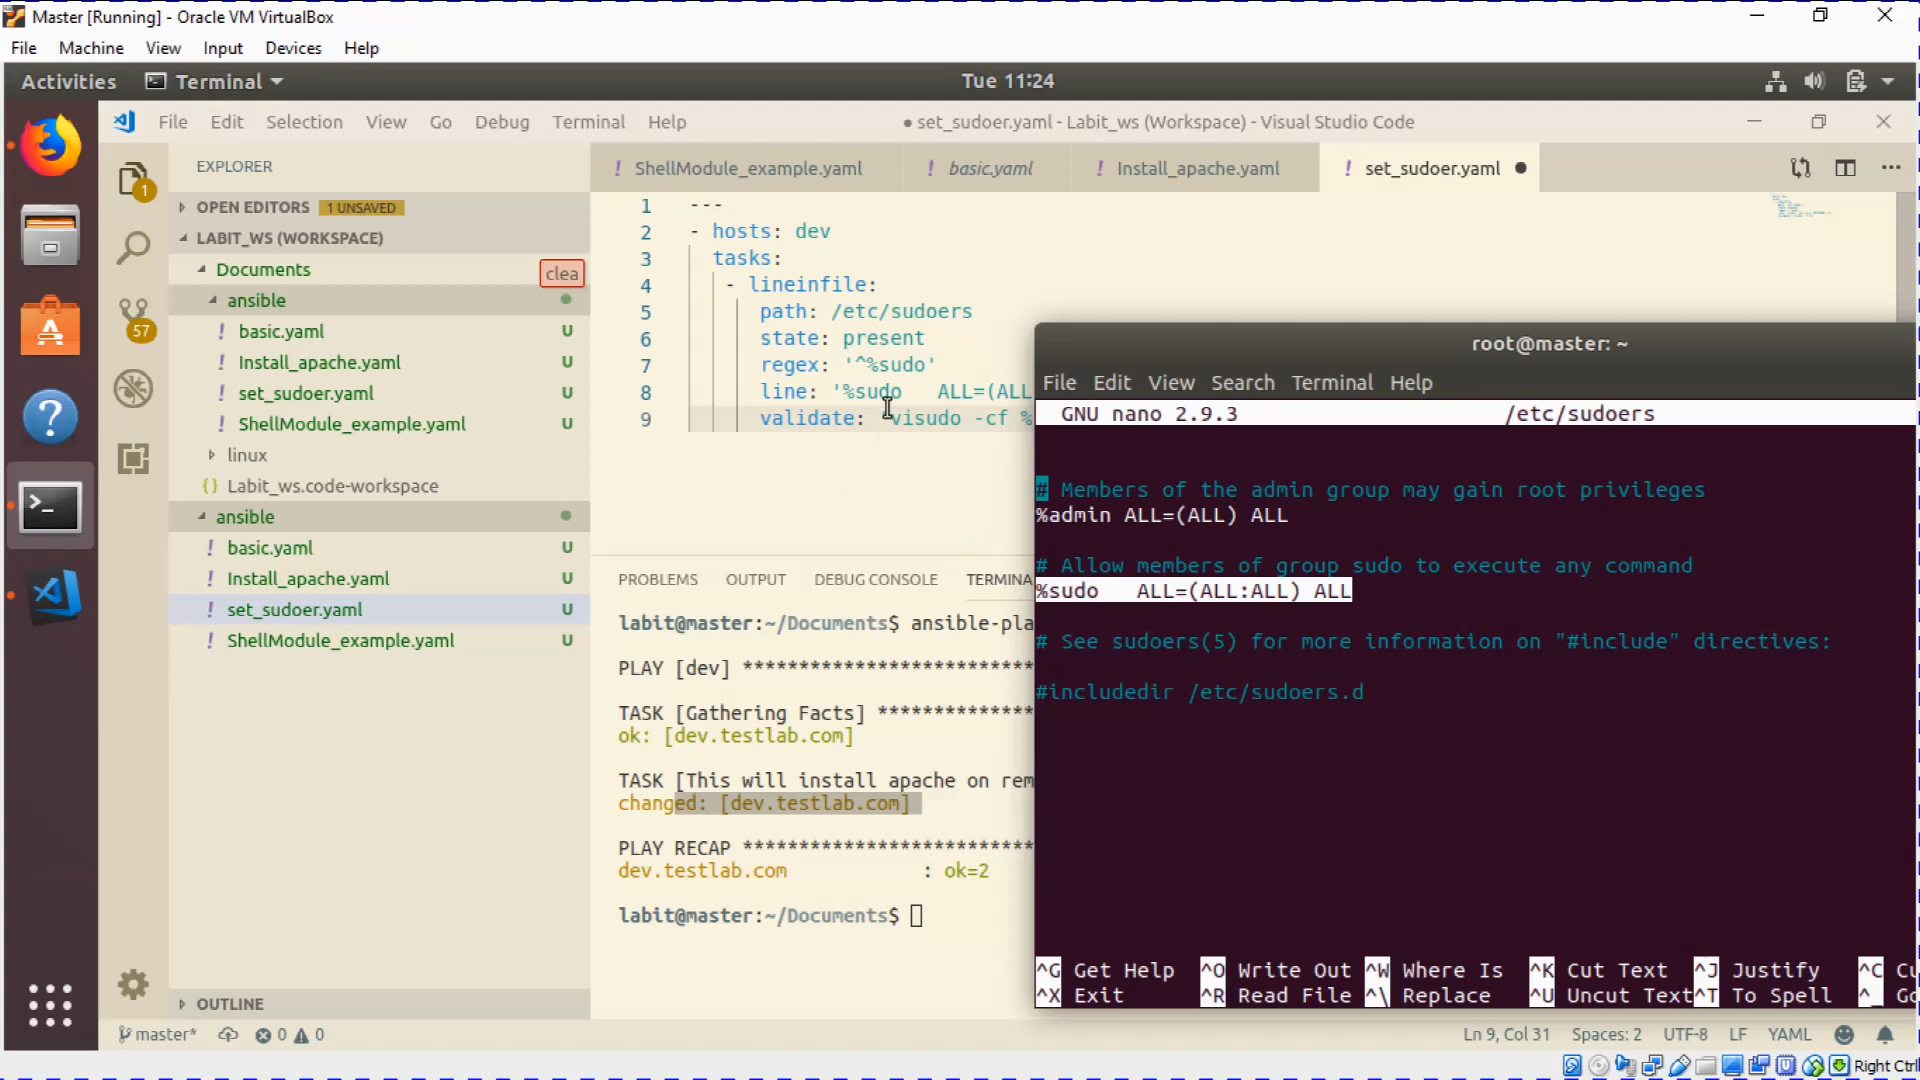 Master [Running] - Oracle VM VirtualBox
File Machine View Input Devices Help
Activities Terminal Tue 11:24
File Edit Selection View Go Debug Terminal Help ● set_sudoer.yaml - Labit_ws (Workspace) - Visual Studio Code
EXPLORER
! ShellModule_example.yaml ! basic.yaml ! Install_apache.yaml ! set_sudoer.yaml
1
OPEN EDITORS 1 UNSAVED
LABIT_WS (WORKSPACE)
Documents
clea
ansible
! basic.yaml U
! Install_apache.yaml U
! set_sudoer.yaml U
! ShellModule_example.yaml U
linux
{} Labit_ws.code-workspace
ansible
! basic.yaml U
! Install_apache.yaml U
! set_sudoer.yaml U
! ShellModule_example.yaml U
57
OUTLINE
1 ---
2 - hosts: dev
3 tasks:
4 - lineinfile:
5 path: /etc/sudoers
6 state: present
7 regex: '^%sudo'
8 line: '%sudo ALL=(ALL
9 validate: visudo -cf %
PROBLEMS OUTPUT DEBUG CONSOLE TERMINA
labit@master:~/Documents$ ansible-pla
PLAY [dev] **************************
TASK [Gathering Facts] **************
ok: [dev.testlab.com]
TASK [This will install apache on rem
changed: [dev.testlab.com]
PLAY RECAP **************************
dev.testlab.com : ok=2
labit@master:~/Documents$
root@master: ~
File Edit View Search Terminal Help
GNU nano 2.9.3 /etc/sudoers
# Members of the admin group may gain root privileges
%admin ALL=(ALL) ALL
# Allow members of group sudo to execute any command
%sudo ALL=(ALL:ALL) ALL
# See sudoers(5) for more information on "#include" directives:
#includedir /etc/sudoers.d
^G Get Help ^O Write Out ^W Where Is ^K Cut Text ^J Justify ^C Cu
^X Exit ^R Read File ^\ Replace ^U Uncut Text ^T To Spell ^_ Go
master* 0 0 Ln 9, Col 31 Spaces: 2 UTF-8 LF YAML
Right Ctrl